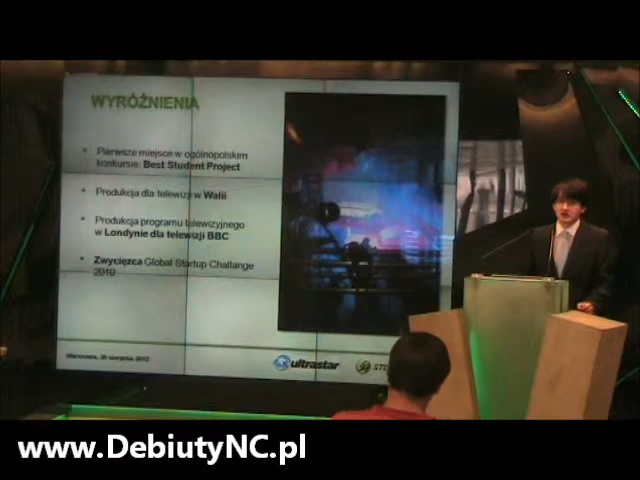 WYRÓŻNIENIA
• Pierwsze miejsce w ogólnopolskim
konkursie: Best Student Project
• Produkcja dla telewizji w Walii
• Produkcja programu telewizyjnego
w Londynie dla telewizji BBC
• Zwycięzca Global Startup Challange
2010
Warszawa, 30 sierpnia
ultrastar
www.DebiutyNC.pl